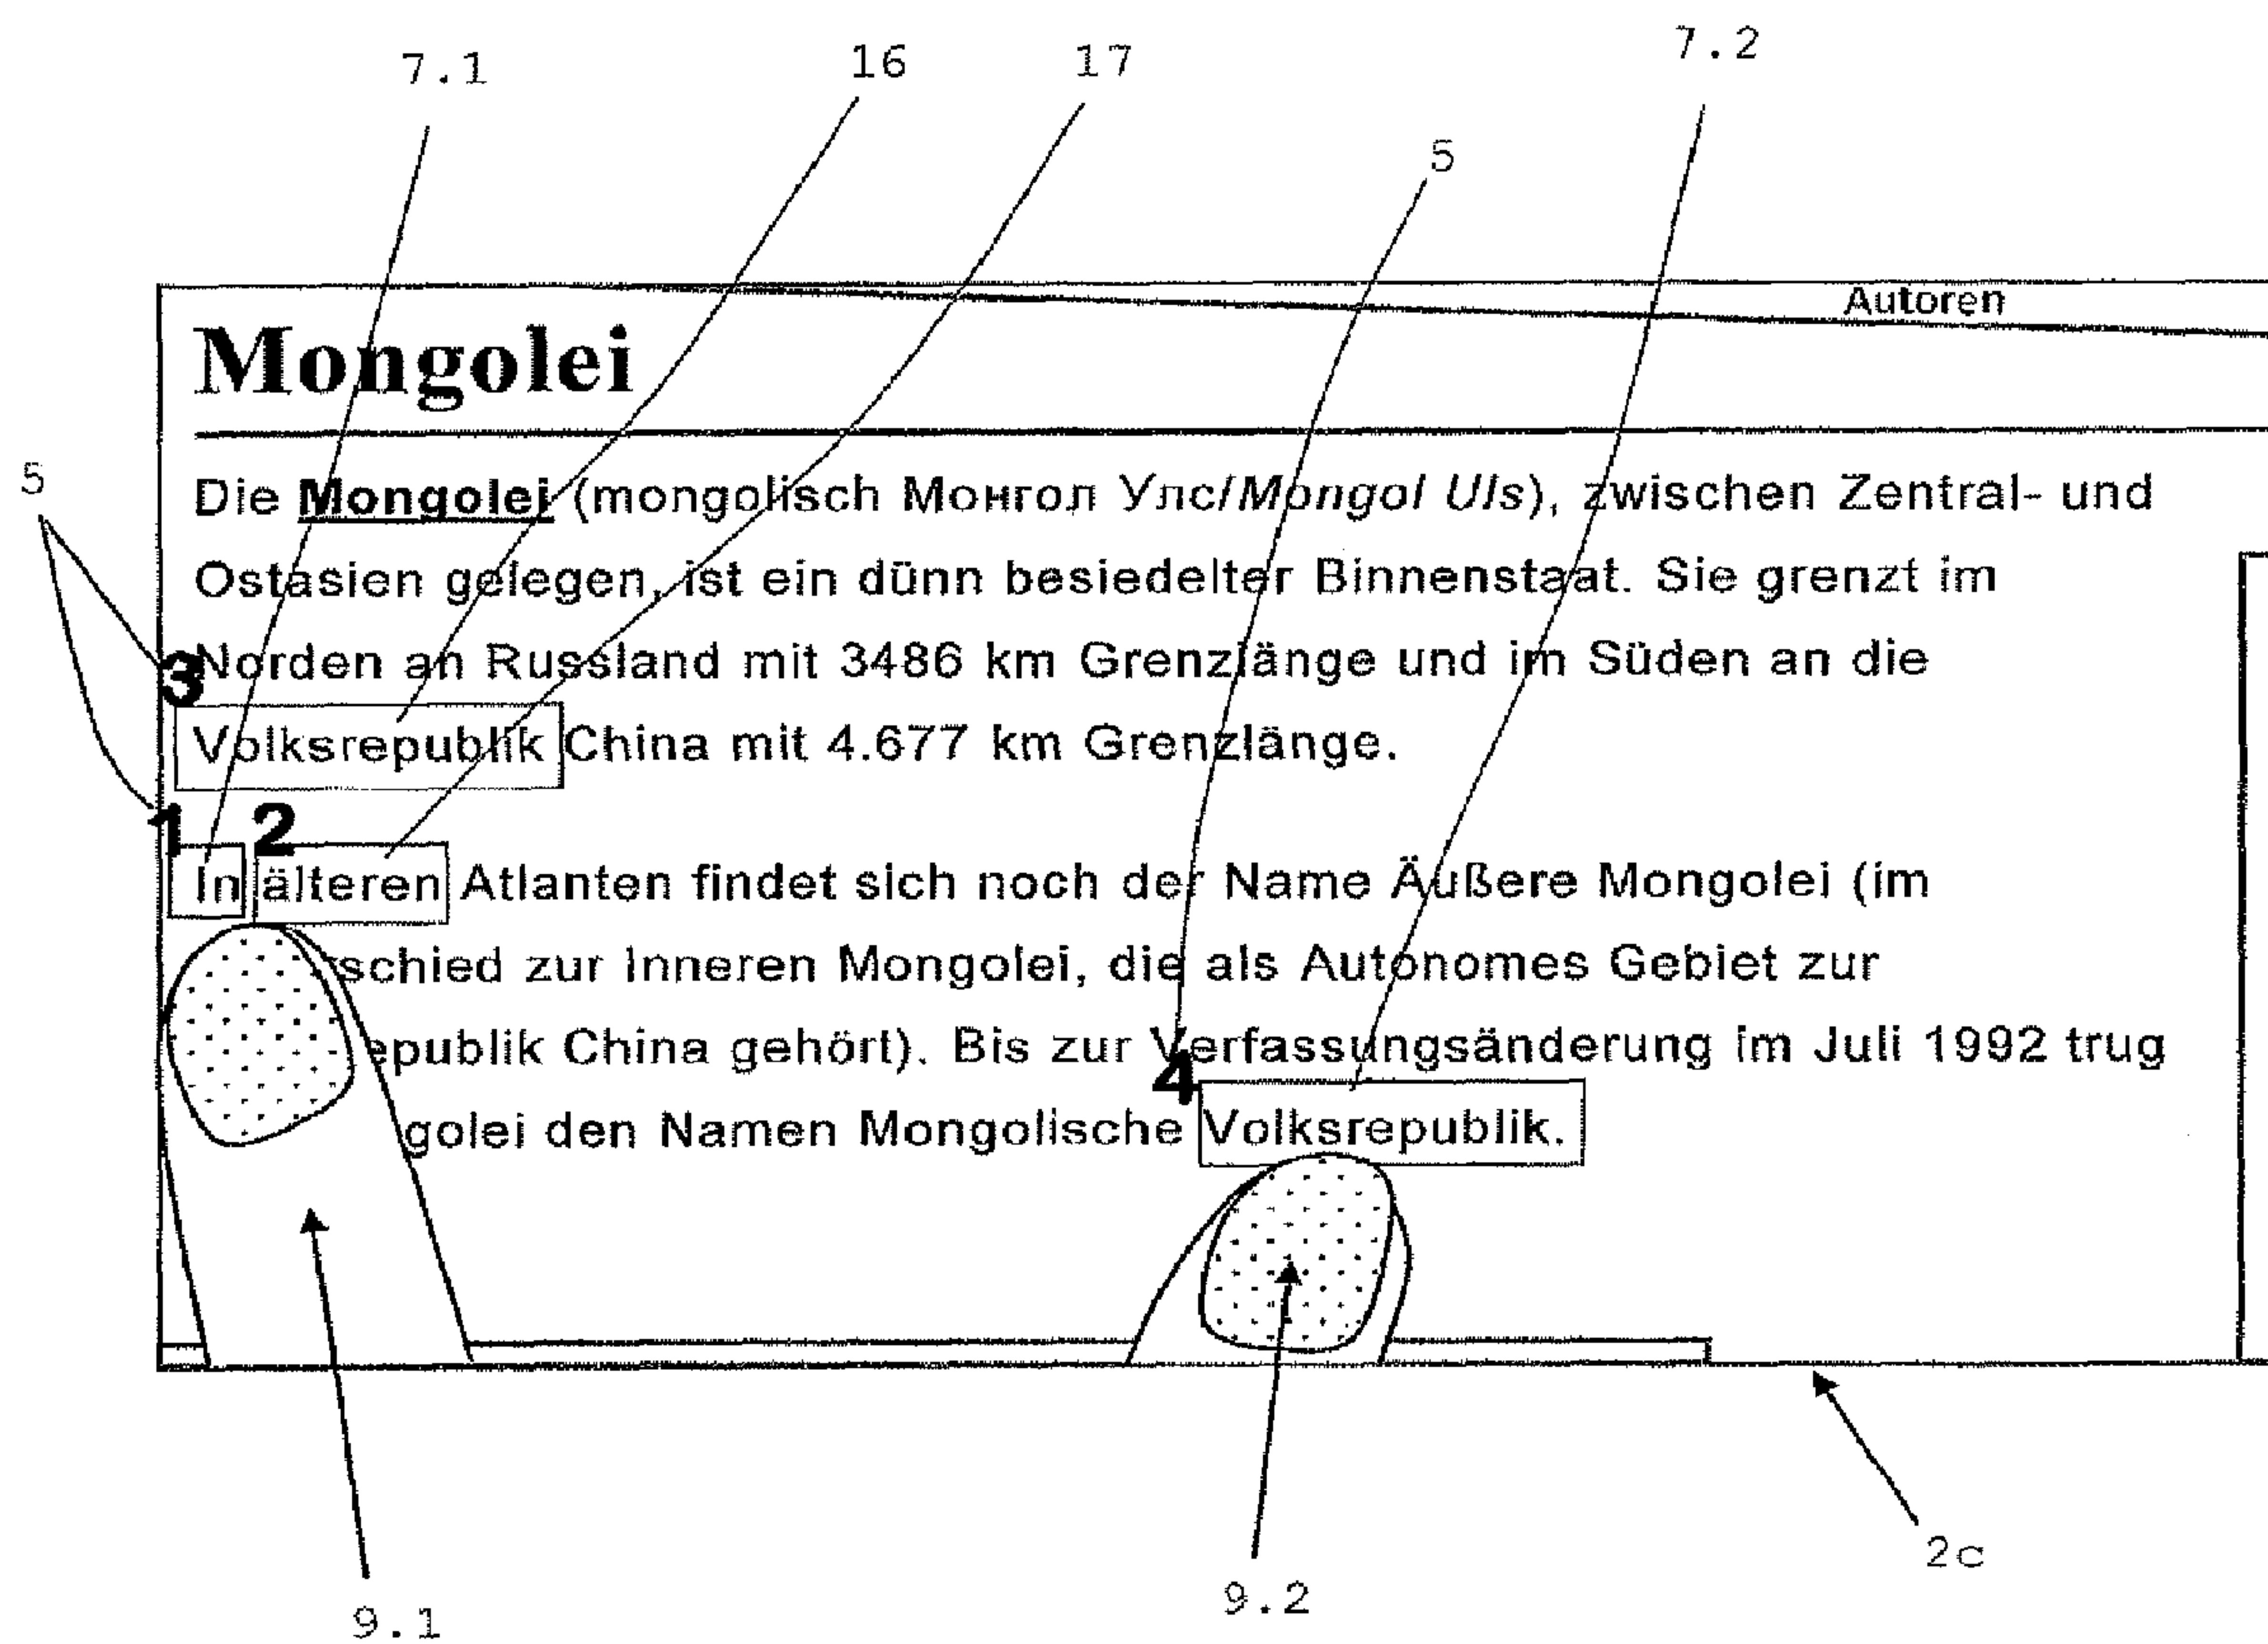 7.1 16 17 7.2
5
Autoren
Mongolei
5
Die Mongolei (mongolisch Монгол Улс/Mongol Uls), zwischen Zentral- und
Ostasien gelegen, ist ein dünn besiedelter Binnenstaat. Sie grenzt im
3 Norden an Russland mit 3486 km Grenzlänge und im Süden an die
Volksrepublik China mit 4.677 km Grenzlänge.
1 2
In älteren Atlanten findet sich noch der Name Äußere Mongolei (im
schied zur Inneren Mongolei, die als Autonomes Gebiet zur
epublik China gehört). Bis zur Verfassungsänderung im Juli 1992 trug
4
golei den Namen Mongolische Volksrepublik.
2c
9.1 9.2